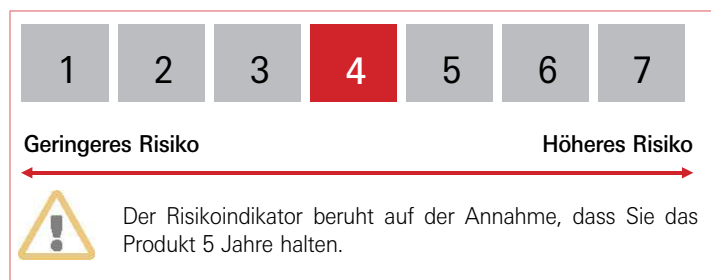 1 2 3 4 5 6 7
Geringeres Risiko Höheres Risiko
Der Risikoindikator beruht auf der Annahme, dass Sie das
Produkt 5 Jahre halten.